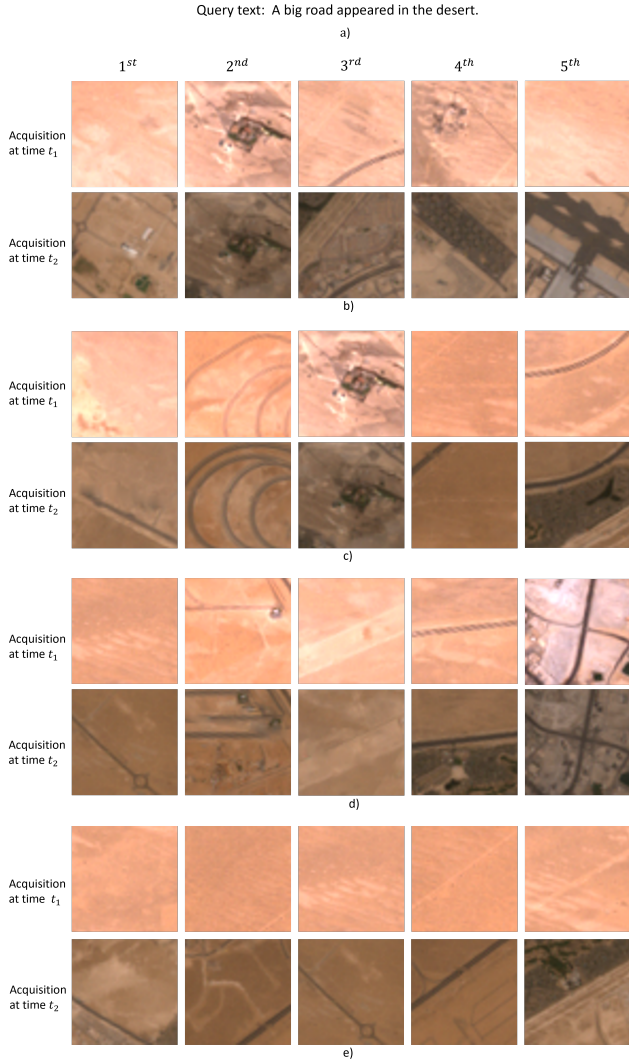 Query text: A big road appeared in the desert.
a)
1st 2nd 3rd 4th 5th
Acquisition
at time t1
Acquisition
at time t2
b)
Acquisition
at time t1
Acquisition
at time t2
c)
Acquisition
at time t1
Acquisition
at time t2
d)
Acquisition
at time t1
Acquisition
at time t2
e)